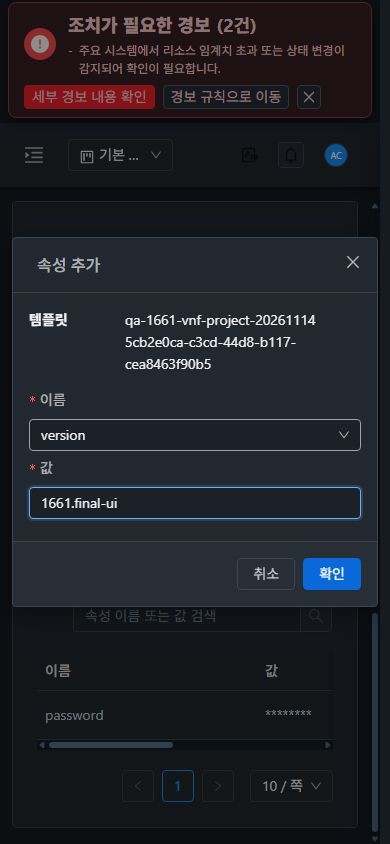 조치가 필요한 경보 (2건)
- 주요 시스템에서 리소스 임계치 초과 또는 상태 변경이
감지되어 확인이 필요합니다.
세부 경보 내용 확인 경보 규칙으로 이동
기본 ... AC
속성 추가
템플릿 qa-1661-vnf-project-20261114
5cb2e0ca-c3cd-44d8-b117-
cea8463f90b5
* 이름
version
* 값
1661.final-ui
취소 확인
속성 이름 또는 값 검색
이름 값
password ********
1 10 / 쪽